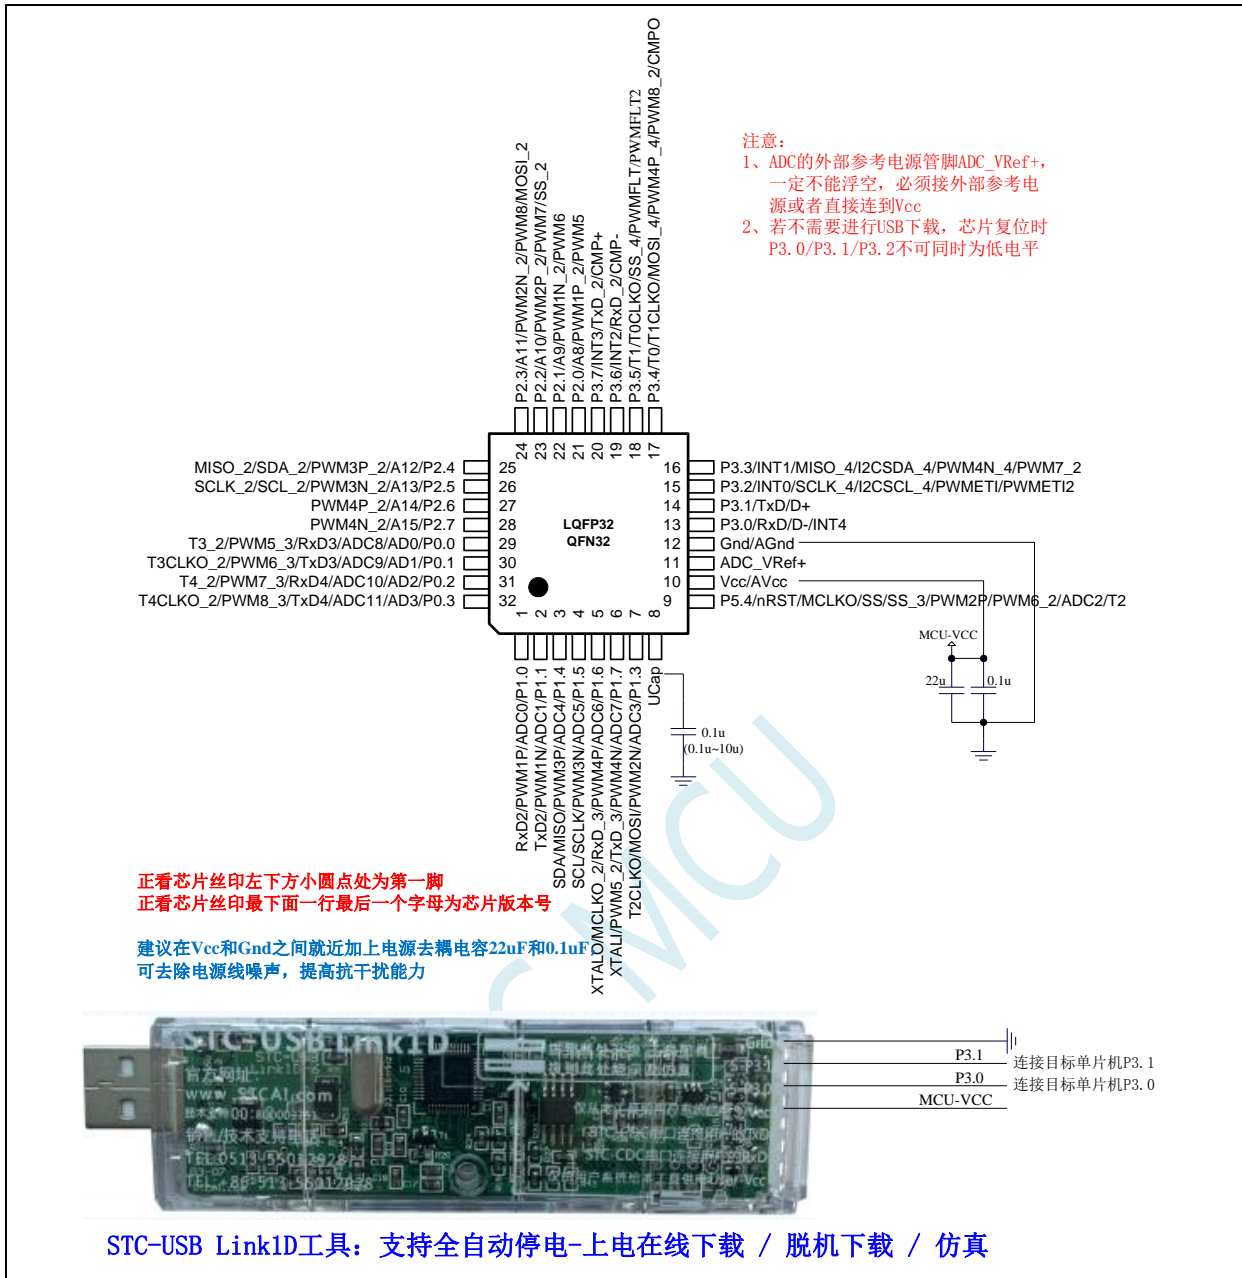 P2.3/A11/PWM2N_2/PWM8/MOSI_2
P2.2/A10/PWM2P_2/PWM7/SS_2
P2.1/A9/PWM1N_2/PWM6
P2.0/A8/PWM1P_2/PWM5
P3.7/INT3/TxD_2/CMP+
P3.6/INT2/RxD_2/CMP-
P3.5/T1/T0CLKO/SS_4/PWMFLT/PWMFLT2
P3.4/T0/T1CLKO/MOSI_4/PWM4P_4/PWM8_2/CMPO
注意：
1、ADC的外部参考电源管脚ADC_VRef+，
一定不能浮空，必须接外部参考电
源或者直接连到Vcc
2、若不需要进行USB下载，芯片复位时
P3.0/P3.1/P3.2不可同时为低电平
24 23 22 21 20 19 18 17
MISO_2/SDA_2/PWM3P_2/A12/P2.4 25
SCLK_2/SCL_2/PWM3N_2/A13/P2.5 26
PWM4P_2/A14/P2.6 27
PWM4N_2/A15/P2.7 28
T3_2/PWM5_3/RxD3/ADC8/AD0/P0.0 29
T3CLKO_2/PWM6_3/TxD3/ADC9/AD1/P0.1 30
T4_2/PWM7_3/RxD4/ADC10/AD2/P0.2 31
T4CLKO_2/PWM8_3/TxD4/ADC11/AD3/P0.3 32
LQFP32
QFN32
16 P3.3/INT1/MISO_4/I2CSDA_4/PWM4N_4/PWM7_2
15 P3.2/INT0/SCLK_4/I2CSCL_4/PWMETI/PWMETI2
14 P3.1/TxD/D+
13 P3.0/RxD/D-/INT4
12 Gnd/AGnd
11 ADC_VRef+
10 Vcc/AVcc
9 P5.4/nRST/MCLKO/SS/SS_3/PWM2P/PWM6_2/ADC2/T2
1 2 3 4 5 6 7 8
RxD2/PWM1P/ADC0/P1.0
TxD2/PWM1N/ADC1/P1.1
SDA/MISO/PWM3P/ADC4/P1.4
SCL/SCLK/PWM3N/ADC5/P1.5
XTALO/MCLKO_2/RxD_3/PWM4P/ADC6/P1.6
XTALI/PWM5_2/TxD_3/PWM4N/ADC7/P1.7
T2CLKO/MOSI/PWM2N/ADC3/P1.3
UCap
MCU-VCC
22u
0.1u
0.1u
(0.1u~10u)
MCU
正看芯片丝印左下方小圆点处为第一脚
正看芯片丝印最下面一行最后一个字母为芯片版本号
建议在Vcc和Gnd之间就近加上电源去耦电容22uF和0.1uF,
可去除电源线噪声，提高抗干扰能力
STC-USB Link1D
官方网址:
www.STCAI.com
P3.1 连接目标单片机P3.1
P3.0 连接目标单片机P3.0
MCU-VCC
STC-USB Link1D工具：支持全自动停电-上电在线下载 / 脱机下载 / 仿真